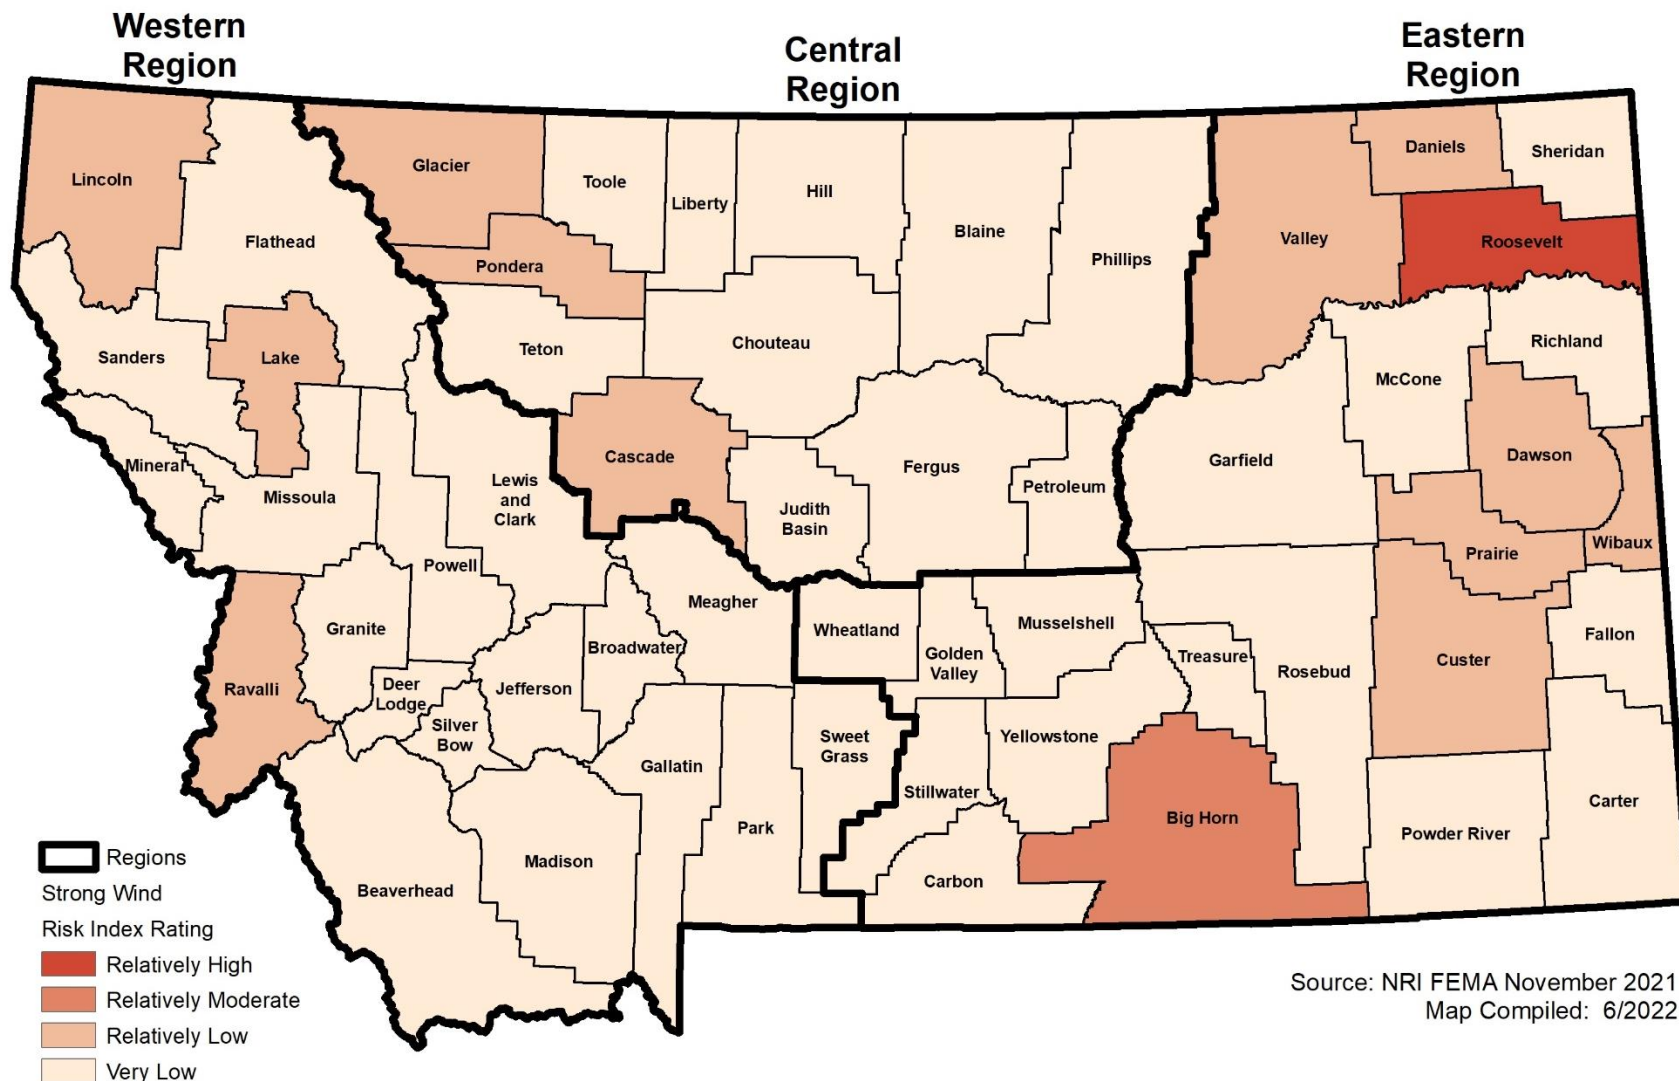 Western
Region
Central
Region
Eastern
Region
Lincoln
Flathead
Glacier
Toole
Liberty
Hill
Blaine
Phillips
Valley
Daniels
Sheridan
Roosevelt
Pondera
Sanders
Lake
Teton
Chouteau
Richland
McCone
Mineral
Missoula
Lewis
and
Clark
Cascade
Judith
Basin
Fergus
Petroleum
Garfield
Dawson
Prairie
Wibaux
Powell
Granite
Meagher
Broadwater
Wheatland
Golden
Valley
Musselshell
Treasure
Rosebud
Custer
Fallon
Ravalli
Deer
Lodge
Silver
Bow
Jefferson
Gallatin
Sweet
Grass
Yellowstone
Stillwater
Big Horn
Powder River
Carter
Park
Madison
Beaverhead
Carbon
Regions
Strong Wind
Risk Index Rating
Relatively High
Relatively Moderate
Relatively Low
Very Low
Source: NRI FEMA November 2021
Map Compiled: 6/2022